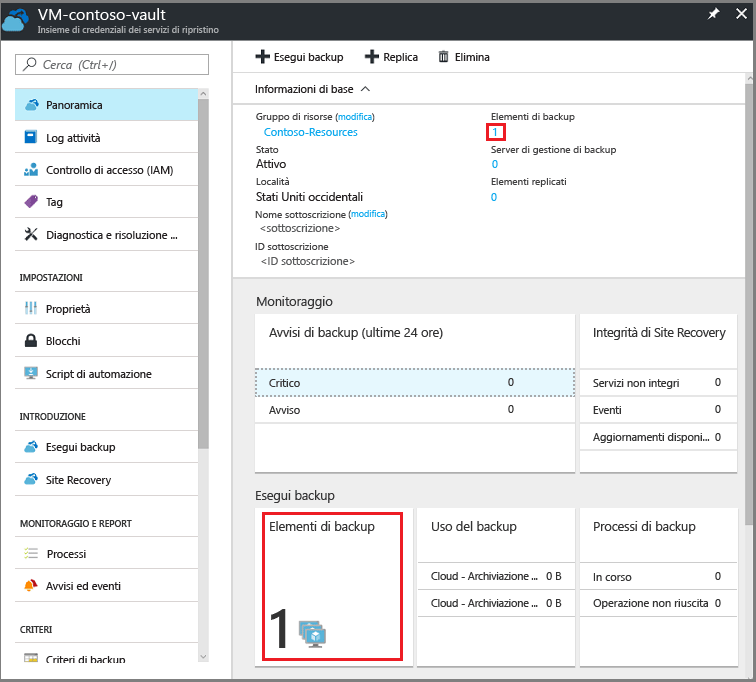 VM-contoso-vault
Insieme di credenziali dei servizi di ripristino
Cerca (Ctrl+/)
Panoramica
Log attività
Controllo di accesso (IAM)
Tag
Diagnostica e risoluzione ...
IMPOSTAZIONI
Proprietà
Blocchi
Script di automazione
INTRODUZIONE
Esegui backup
Site Recovery
MONITORAGGIO E REPORT
Processi
Avvisi ed eventi
CRITERI
Criteri di backup
Esegui backup Replica Elimina
Informazioni di base
Gruppo di risorse (modifica)
Contoso-Resources
Stato
Attivo
Località
Stati Uniti occidentali
Nome sottoscrizione (modifica)
<sottoscrizione>
ID sottoscrizione
<ID sottoscrizione>
Elementi di backup
1
Server di gestione di backup
0
Elementi replicati
0
Monitoraggio
Avvisi di backup (ultime 24 ore)
Critico 0
Avviso 0
Integrità di Site Recovery
Servizi non integri 0
Eventi 0
Aggiornamenti disponi... 0
Esegui backup
Elementi di backup
1
Uso del backup
Cloud - Archiviazione ... 0 B
Cloud - Archiviazione ... 0 B
Processi di backup
In corso 0
Operazione non riuscita 0